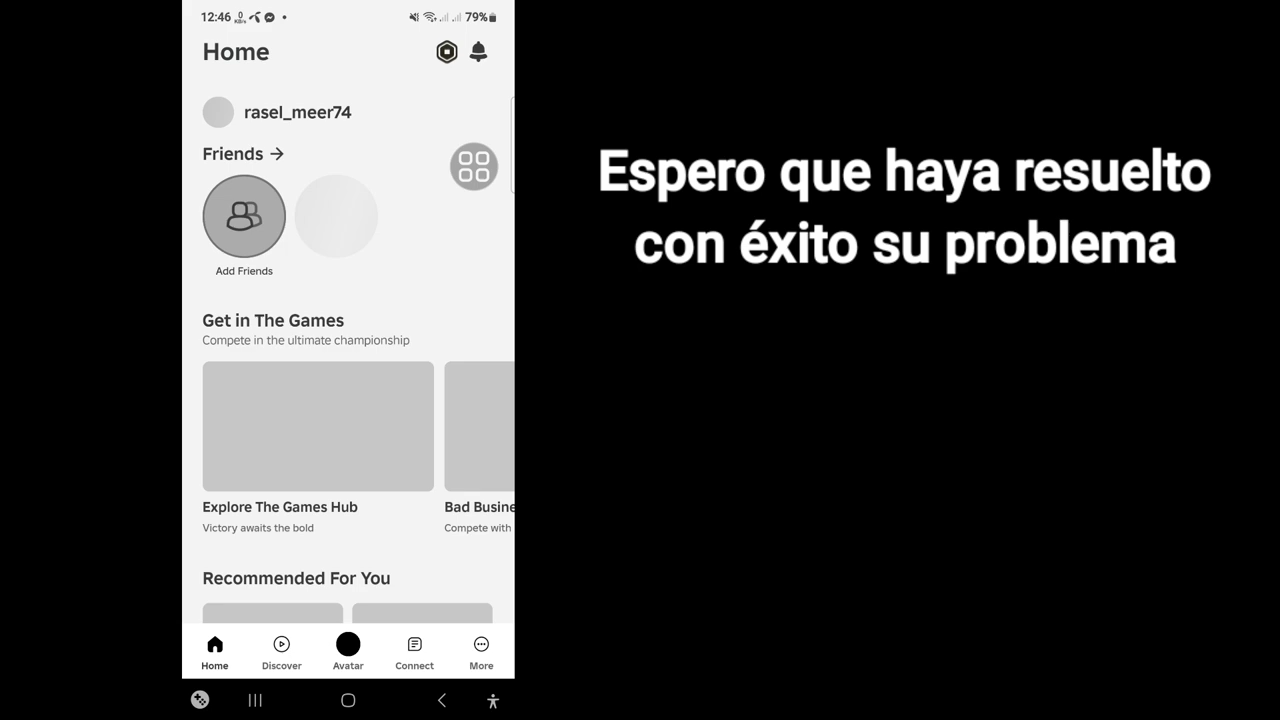 12:46 0 KB/s 79%
Home
rasel_meer74
Friends
Add Friends
Get in The Games
Compete in the ultimate championship
Explore The Games Hub
Victory awaits the bold
Bad Busine
Compete with
Recommended For You
Home Discover Avatar Connect More
Espero que haya resuelto
con éxito su problema